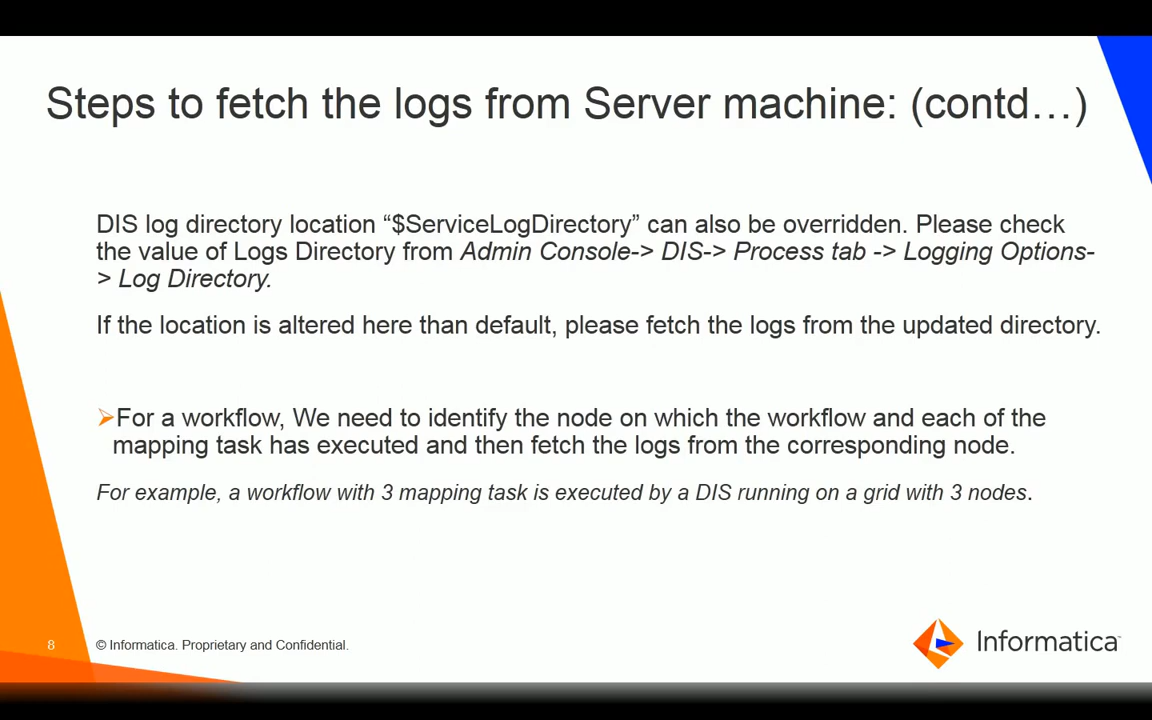 Steps to fetch the logs from Server machine: (contd…)
DIS log directory location “$ServiceLogDirectory” can also be overridden. Please check
the value of Logs Directory from Admin Console-> DIS-> Process tab -> Logging Options-
> Log Directory.
If the location is altered here than default, please fetch the logs from the updated directory.
➢For a workflow, We need to identify the node on which the workflow and each of the
mapping task has executed and then fetch the logs from the corresponding node.
For example, a workflow with 3 mapping task is executed by a DIS running on a grid with 3 nodes.
8 © Informatica. Proprietary and Confidential.
Informatica